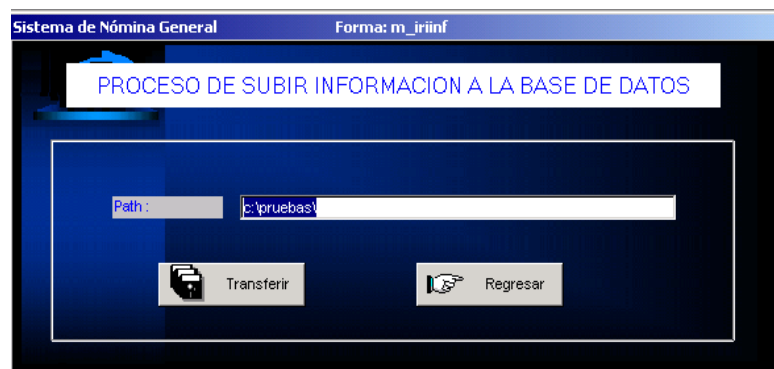 Sistema de Nómina General Forma: m_iriinf
PROCESO DE SUBIR INFORMACION A LA BASE DE DATOS
Path : c:\pruebas\
Transferir Regresar